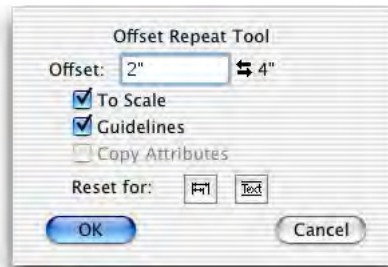 Offset Repeat Tool
Offset: 2" 4"
To Scale
Guidelines
Copy Attributes
Reset for: Text
OK Cancel